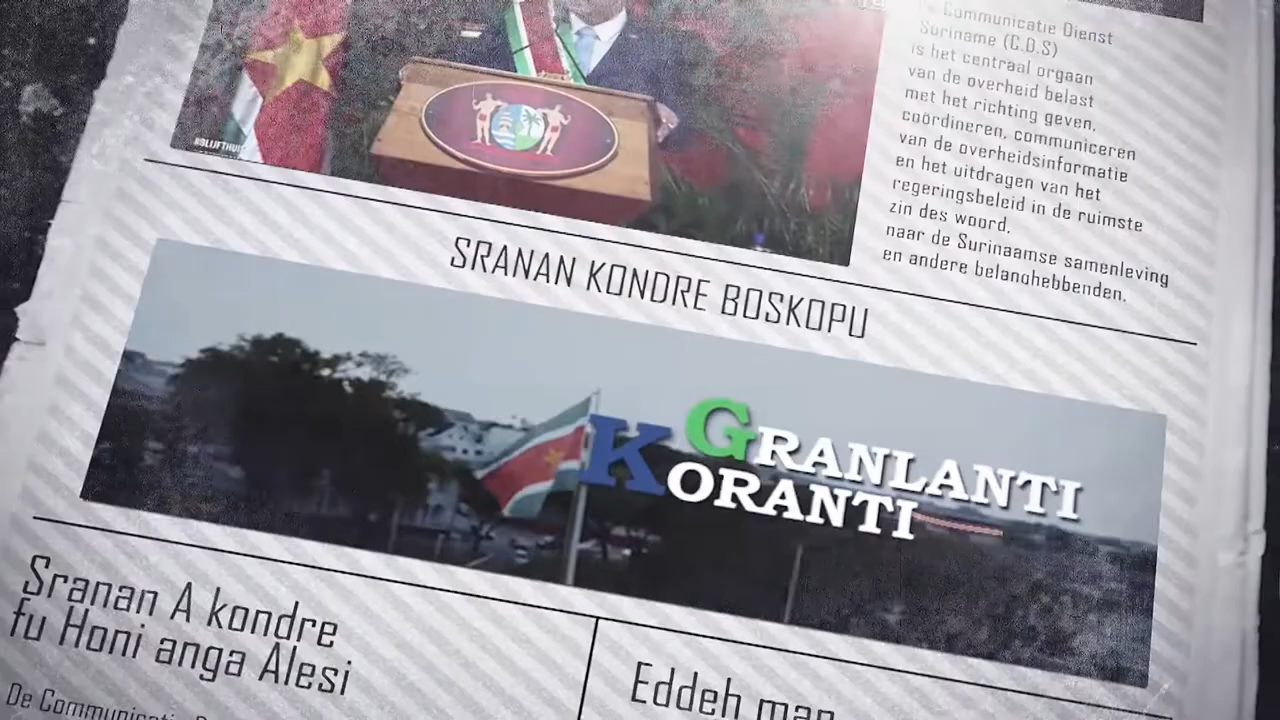 Communicatie Dienst
Suriname (C.D.S)
is het centraal orgaan
van de overheid belast
met het richting geven,
coördineren, communiceren
van de overheidsinformatie
en het uitdragen van het
regeringsbeleid in de ruimste
zin des woord,
naar de Surinaamse samenleving
en andere belanghebbenden.
SRANAN KONDRE BOSKOPU
GRANLANTI
KORANTI
Sranan A kondre
fu Honi anga Alesi
De
Eddeh man